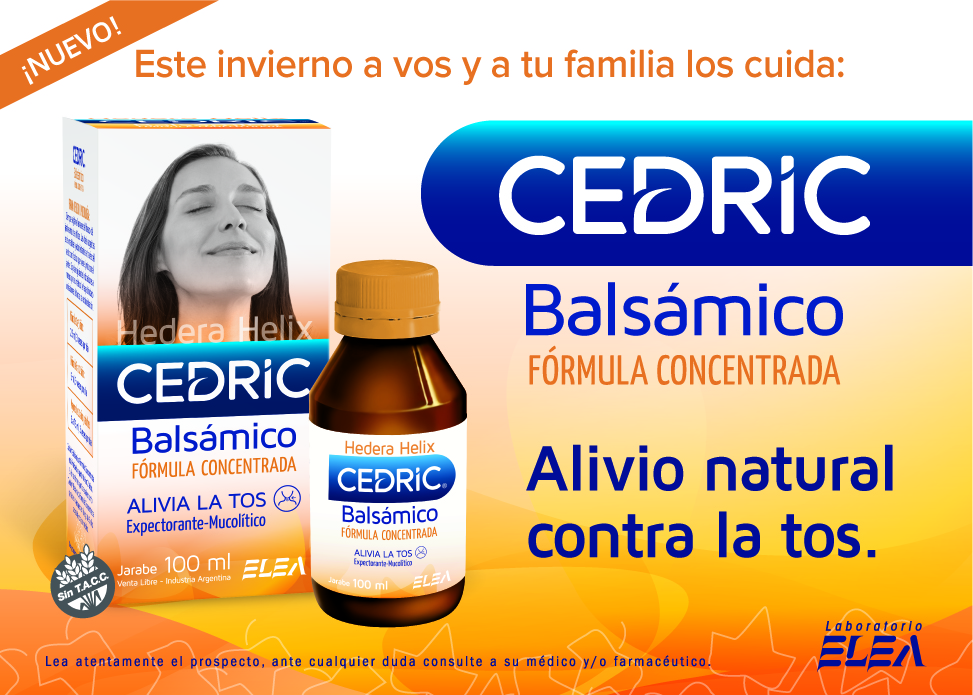 ¡NUEVO!
Este invierno a vos y a tu familia los cuida:
CEDRIC
Balsámico
FÓRMULA CONCENTRADA
Alivio natural
contra la tos.
Hedera Helix
CEDRIC
Balsámico
FÓRMULA CONCENTRADA
ALIVIA LA TOS
Expectorante-Mucolítico
Jarabe 100 ml
Venta Libre - Industria Argentina
ELEA
Sin T.A.C.C.
CEDRIC
Hedera Helix
CEDRIC®
Balsámico
FÓRMULA CONCENTRADA
ALIVIA LA TOS
Expectorante-Mucolítico
Jarabe 100 ml
ELEA
Laboratorio
ELEA
Lea atentamente el prospecto, ante cualquier duda consulte a su médico y/o farmacéutico.